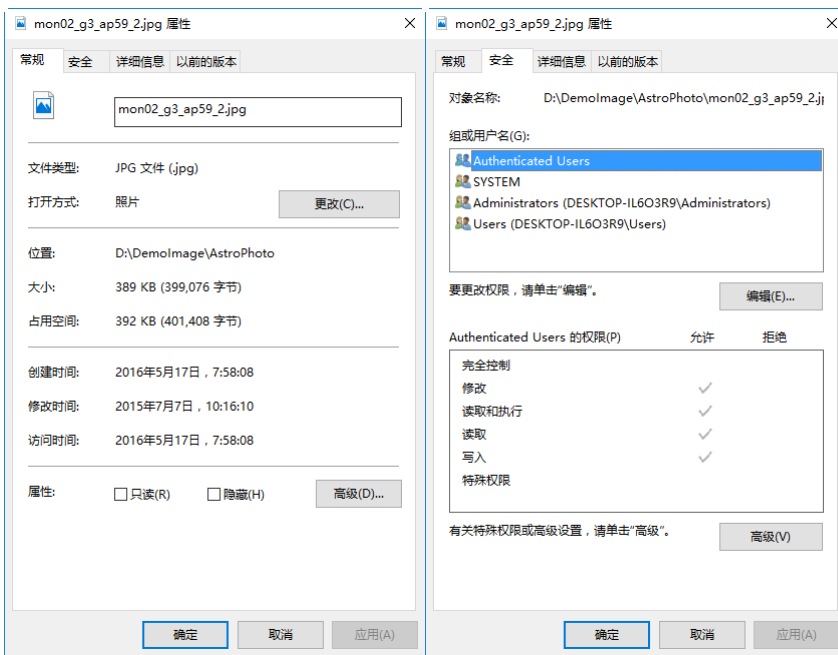 mon02_g3_ap59_2.jpg 属性
常规 安全 详细信息 以前的版本
mon02_g3_ap59_2.jpg
文件类型: JPG 文件 (.jpg)
打开方式: 照片 更改(C)...
位置: D:\DemoImage\AstroPhoto
大小: 389 KB (399,076 字节)
占用空间: 392 KB (401,408 字节)
创建时间: 2016年5月17日，7:58:08
修改时间: 2015年7月7日，10:16:10
访问时间: 2016年5月17日，7:58:08
属性: 只读(R) 隐藏(H) 高级(D)...
确定 取消 应用(A)
mon02_g3_ap59_2.jpg 属性
常规 安全 详细信息 以前的版本
对象名称: D:\DemoImage\AstroPhoto\mon02_g3_ap59_2.j
组或用户名(G):
Authenticated Users
SYSTEM
Administrators (DESKTOP-IL6O3R9\Administrators)
Users (DESKTOP-IL6O3R9\Users)
要更改权限，请单击"编辑"。 编辑(E)...
Authenticated Users 的权限(P) 允许 拒绝
完全控制
修改
读取和执行
读取
写入
特殊权限
有关特殊权限或高级设置，请单击"高级"。 高级(V)
确定 取消 应用(A)